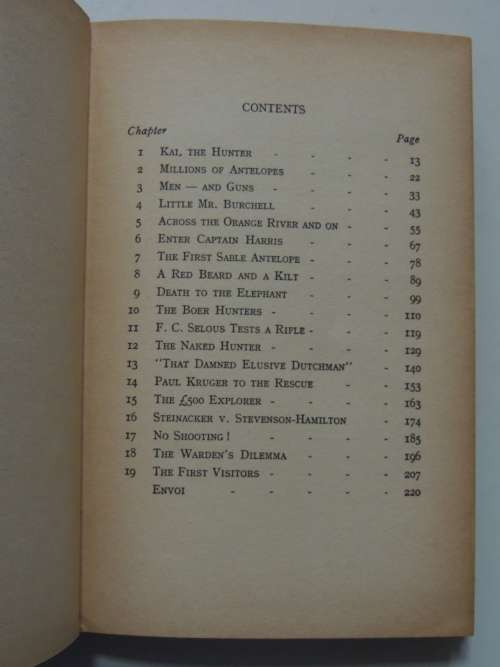 CONTENTS
Chapter Page
1 KAI, THE HUNTER - - - - 13
2 MILLIONS OF ANTELOPES - - - 22
3 MEN — AND GUNS - - - - 33
4 LITTLE MR. BURCHELL - - - 43
5 ACROSS THE ORANGE RIVER AND ON - - 55
6 ENTER CAPTAIN HARRIS - - - 67
7 THE FIRST SABLE ANTELOPE - - - 78
8 A RED BEARD AND A KILT - - - 89
9 DEATH TO THE ELEPHANT - - - 99
10 THE BOER HUNTERS - - - - 110
11 F. C. SELOUS TESTS A RIFLE - - - 119
12 THE NAKED HUNTER - - - - 129
13 "THAT DAMNED ELUSIVE DUTCHMAN" - - 140
14 PAUL KRUGER TO THE RESCUE - - 153
15 THE £500 EXPLORER - - - - 163
16 STEINACKER V. STEVENSON-HAMILTON - - 174
17 NO SHOOTING! - - - - 185
18 THE WARDEN'S DILEMMA - - - 196
19 THE FIRST VISITORS - - - - 207
ENVOI - - - - - 220